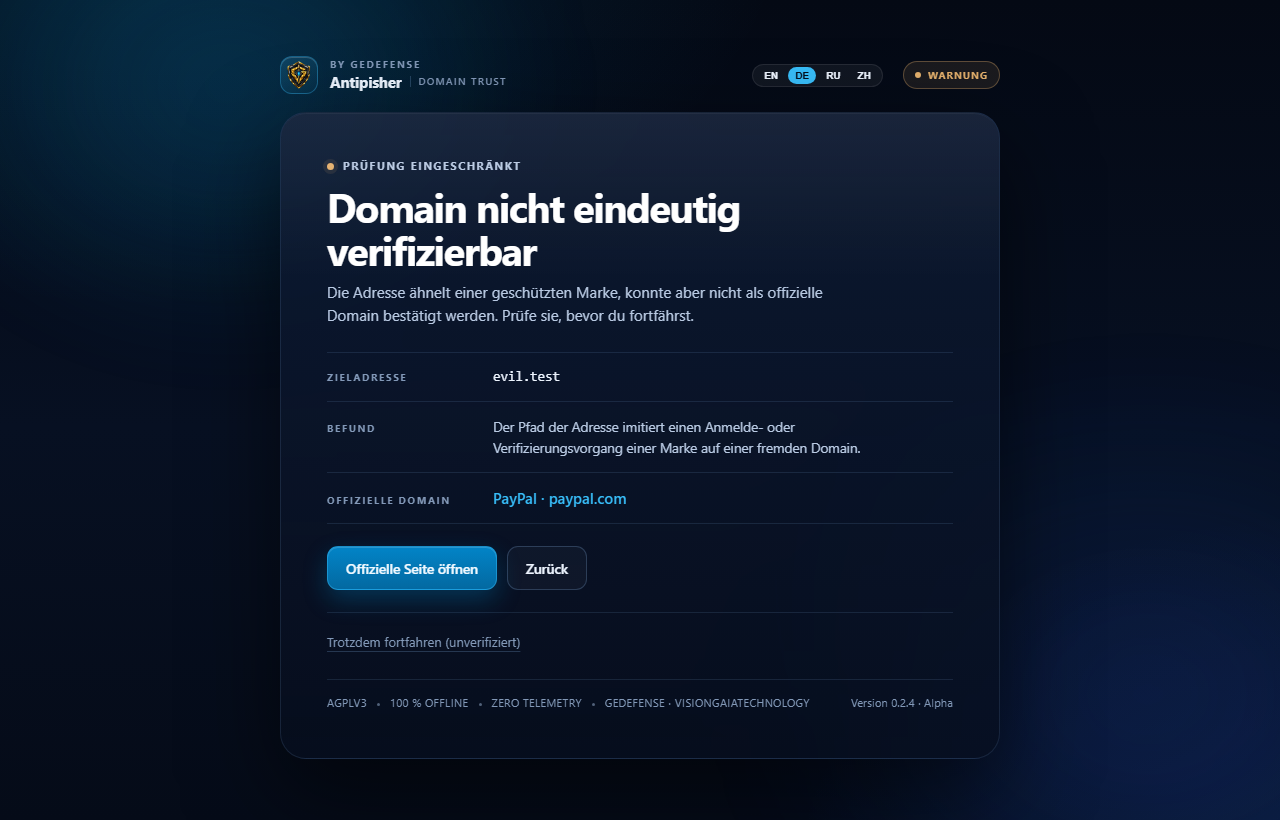 BY GEDEFENSE
Antipisher DOMAIN TRUST
EN DE RU ZH
WARNUNG
PRÜFUNG EINGESCHRÄNKT
Domain nicht eindeutig
verifizierbar
Die Adresse ähnelt einer geschützten Marke, konnte aber nicht als offizielle
Domain bestätigt werden. Prüfe sie, bevor du fortfährst.
ZIELADRESSE evil.test
BEFUND Der Pfad der Adresse imitiert einen Anmelde- oder
Verifizierungsvorgang einer Marke auf einer fremden Domain.
OFFIZIELLE DOMAIN PayPal · paypal.com
Offizielle Seite öffnen Zurück
Trotzdem fortfahren (unverifiziert)
AGPLV3 • 100 % OFFLINE • ZERO TELEMETRY • GEDEFENSE · VISIONGAIATECHNOLOGY Version 0.2.4 · Alpha